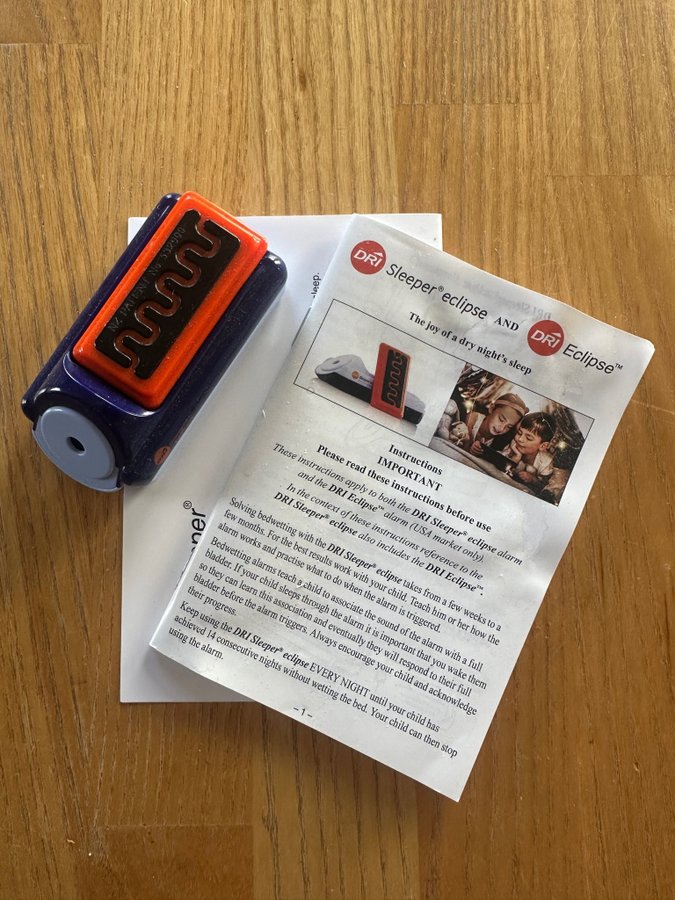 NZ PATENT NO 532990
sleep.
eeper®
DRI Sleeper® eclipse AND DRI Eclipse™
The joy of a dry night's sleep
Instructions
IMPORTANT
Please read these instructions before use
These instructions apply to both the DRI Sleeper® eclipse alarm
and the DRI Eclipse™ alarm (USA market only).
In the context of these instructions reference to the
DRI Sleeper® eclipse also includes the DRI Eclipse™.
Solving bedwetting with the DRI Sleeper® eclipse takes from a few weeks to a
few months. For the best results work with your child. Teach him or her how the
alarm works and practise what to do when the alarm is triggered.
Bedwetting alarms teach a child to associate the sound of the alarm with a full
bladder. If your child sleeps through the alarm it is important that you wake them
so they can learn this association and eventually they will respond to their full
bladder before the alarm triggers. Always encourage your child and acknowledge
their progress.
Keep using the DRI Sleeper® eclipse EVERY NIGHT until your child has
achieved 14 consecutive nights without wetting the bed. Your child can then stop
using the alarm.
– 1 –